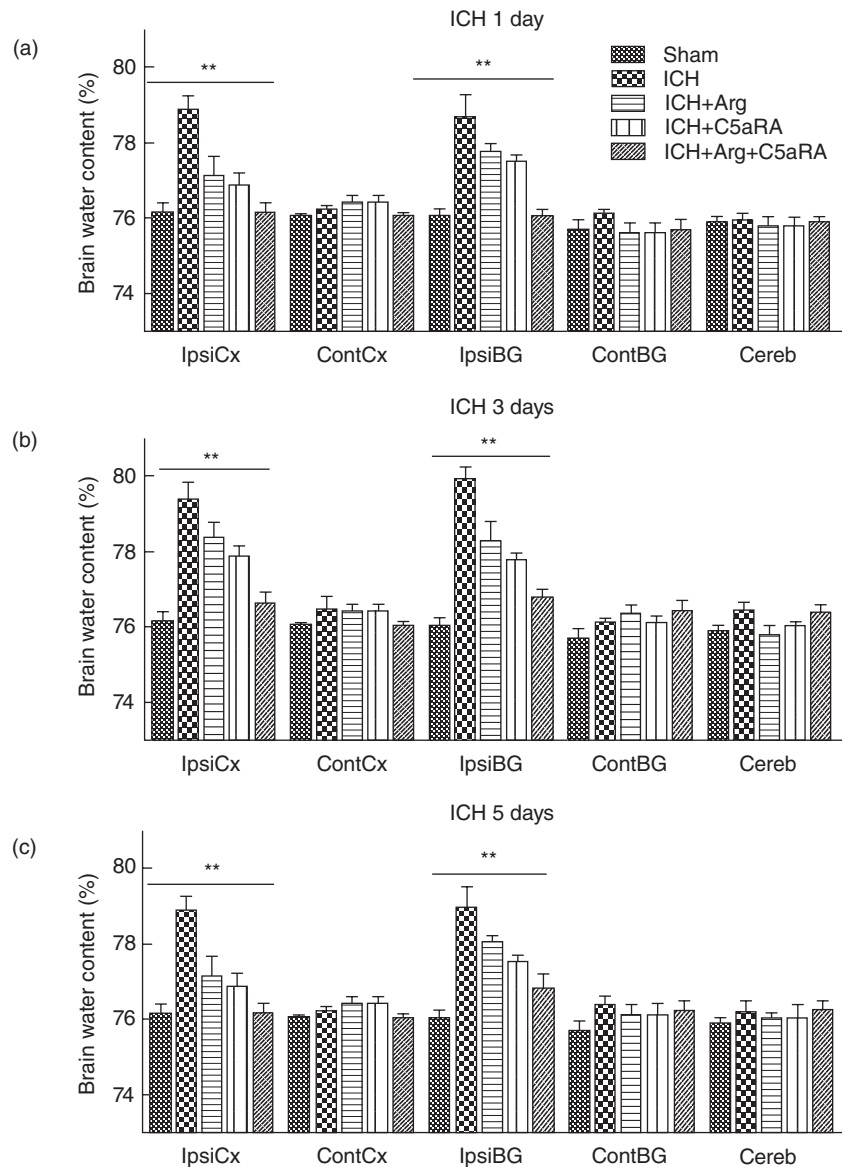 ICH 1 day
(a)
Sham
ICH
ICH+Arg
ICH+C5aRA
ICH+Arg+C5aRA
Brain water content (%)
80
78
76
74
**
**
IpsiCx ContCx IpsiBG ContBG Cereb
ICH 3 days
(b)
Brain water content (%)
80
78
76
74
**
**
IpsiCx ContCx IpsiBG ContBG Cereb
ICH 5 days
(c)
Brain water content (%)
80
78
76
74
**
**
IpsiCx ContCx IpsiBG ContBG Cereb